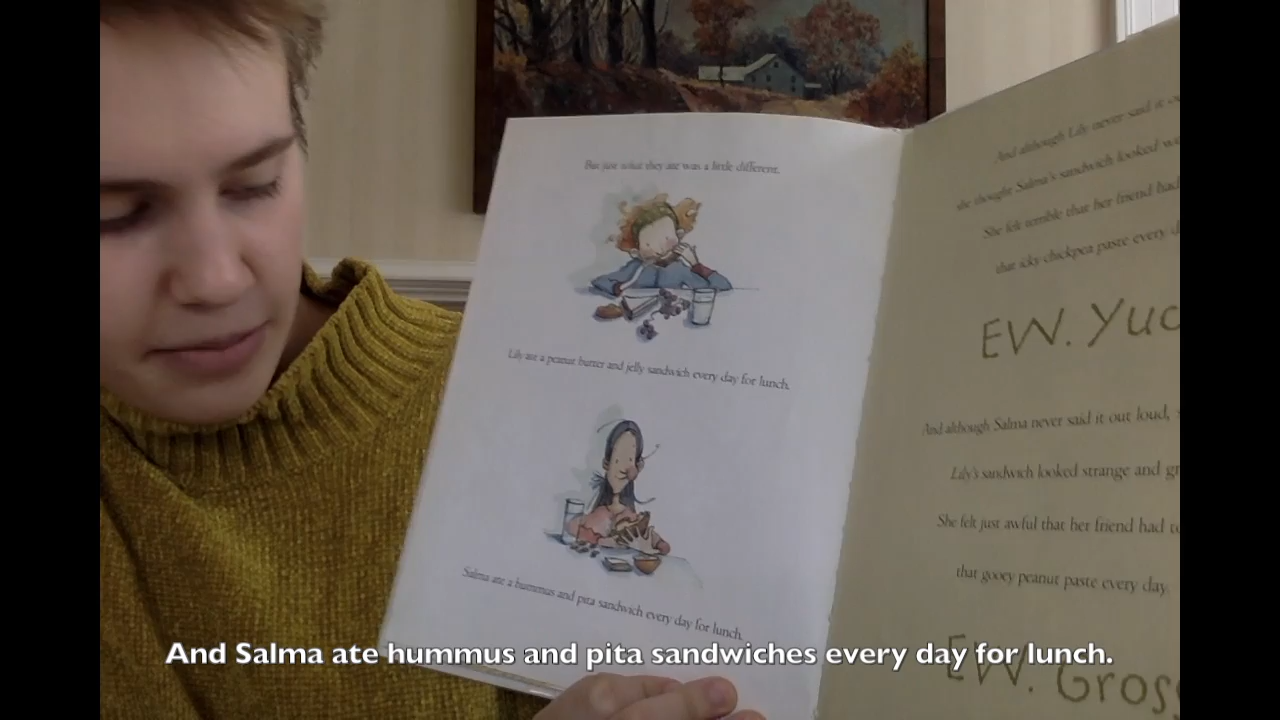 But just what they ate was a little different.
Lily ate a peanut butter and jelly sandwich every day for lunch.
Salma ate a hummus and pita sandwich every day for lunch.
And although Lily never said it
she thought Salma's sandwich looked
She felt terrible that her friend had
that icky chickpea paste every
EW. Yuc
And although Salma never said it out loud,
Lily's sandwich looked strange and
She felt just awful that her friend had
that gooey peanut paste every day.
EW. Gross
And Salma ate hummus and pita sandwiches every day for lunch.